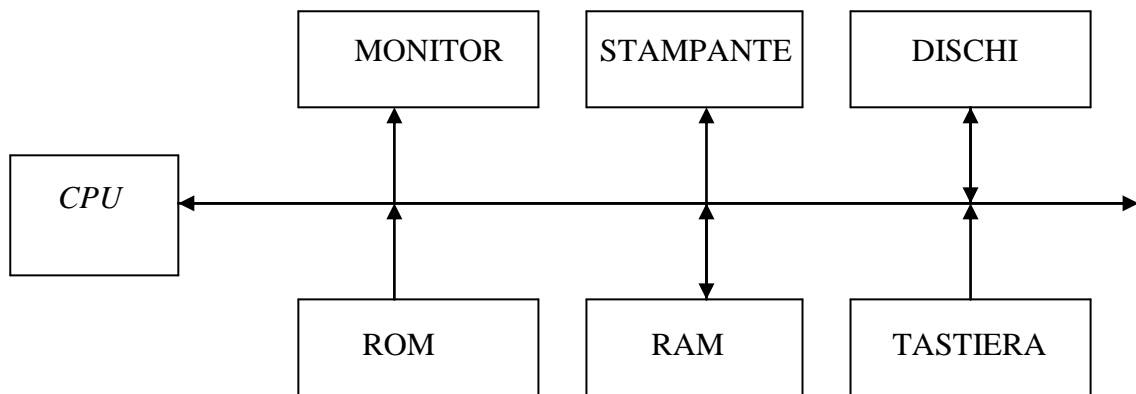 MONITOR
STAMPANTE
DISCHI
CPU
ROM
RAM
TASTIERA